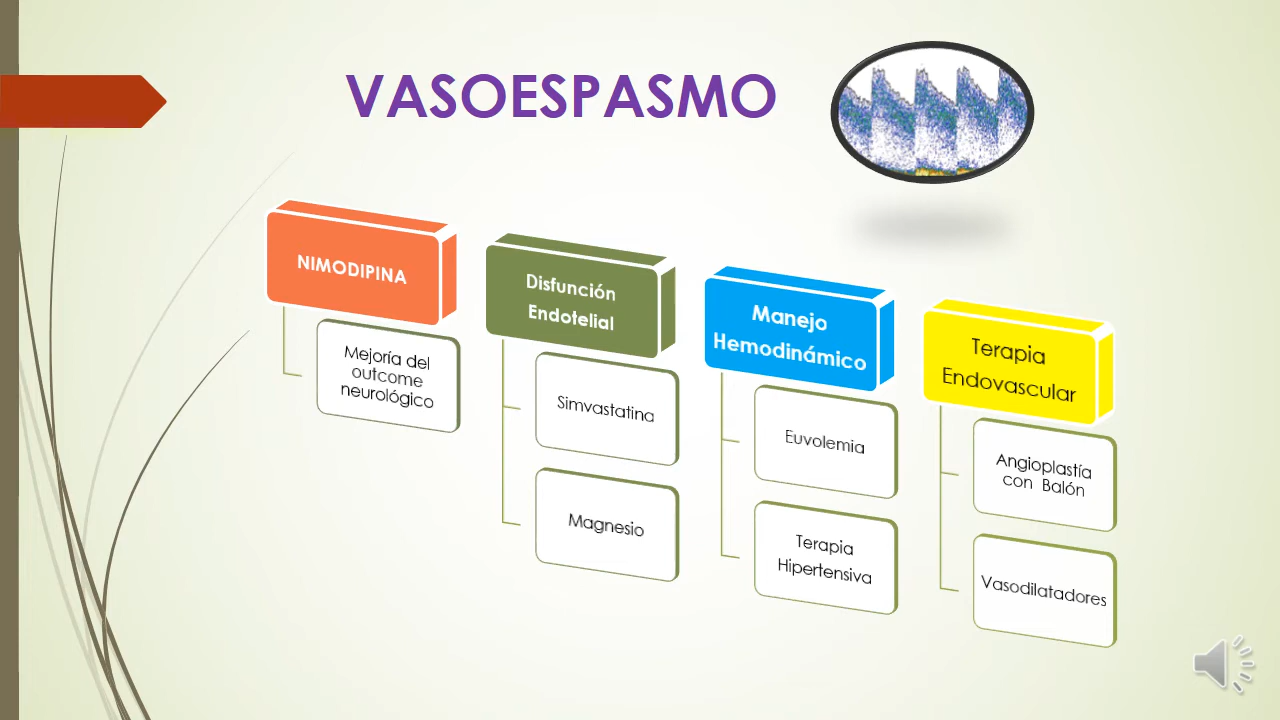 VASOESPASMO
NIMODIPINA
Mejoría del
outcome
neurológico
Disfunción
Endotelial
Simvastatina
Magnesio
Manejo
Hemodinámico
Euvolemia
Terapia
Hipertensiva
Terapia
Endovascular
Angioplastía
con Balón
Vasodilatadores